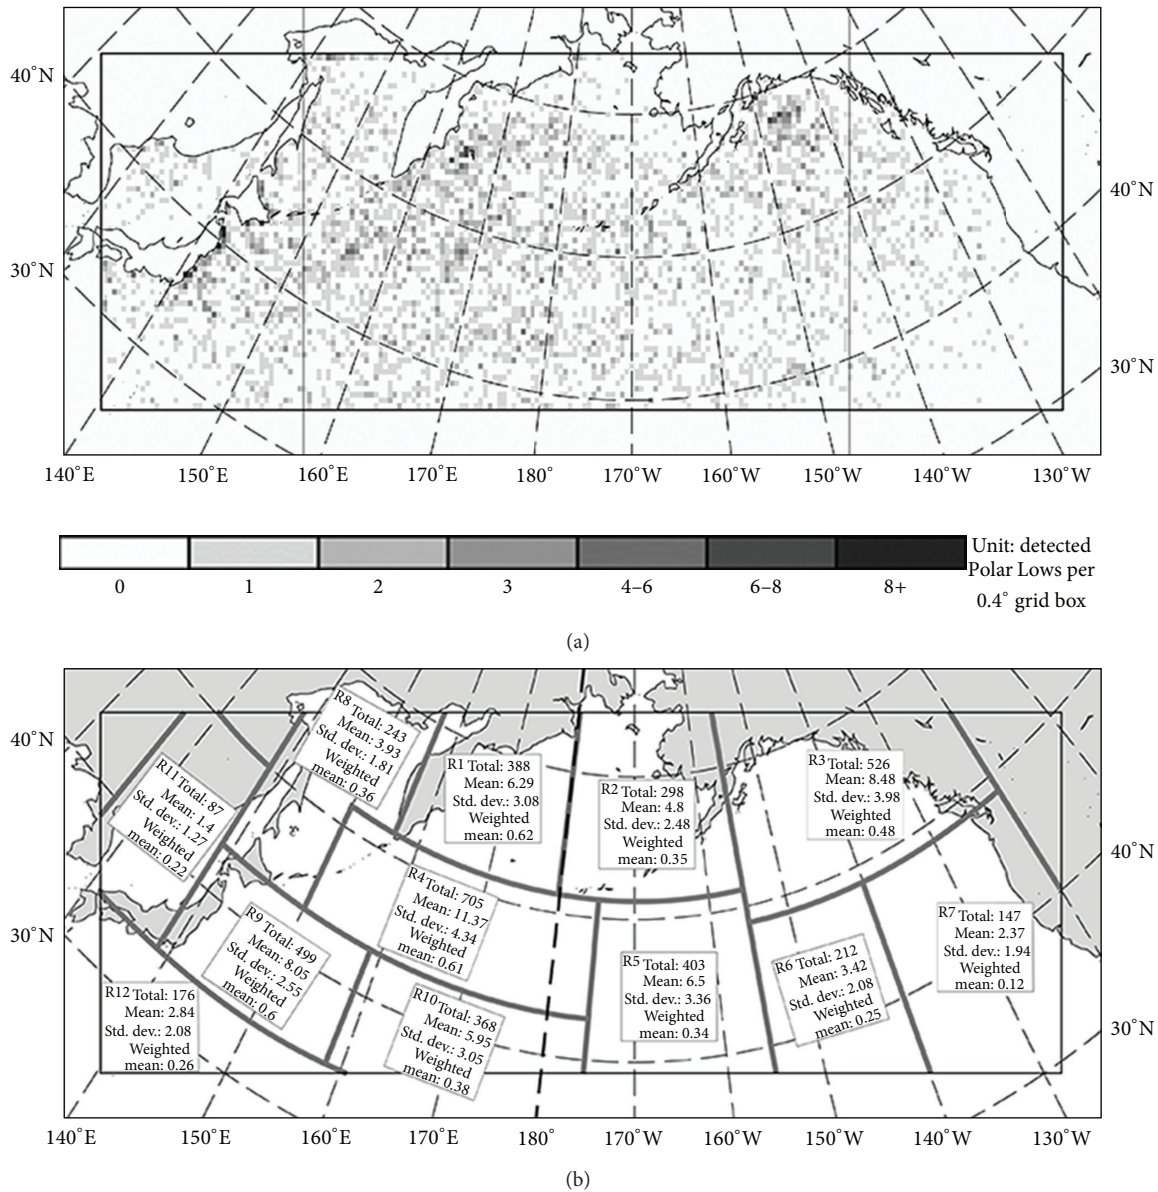 40°N
30°N
40°N
30°N
140°E 150°E 160°E 170°E 180° 170°W 160°W 150°W 140°W 130°W
0 1 2 3 4–6 6–8 8+
Unit: detected
Polar Lows per
0.4° grid box
(a)
R8 Total: 243
Mean: 3.93
Std. dev.: 1.81
Weighted
mean: 0.36
40°N
R11 Total: 87
Mean: 1.4
Std. dev.: 1.27
Weighted
mean: 0.22
R1 Total: 388
Mean: 6.29
Std. dev.: 3.08
Weighted
mean: 0.62
R2 Total: 298
Mean: 4.8
Std. dev.: 2.48
Weighted
mean: 0.35
R3 Total: 526
Mean: 8.48
Std. dev.: 3.98
Weighted
mean: 0.48
40°N
R4 Total: 705
Mean: 11.37
Std. dev.: 4.34
Weighted
mean: 0.61
30°N
R9 Total: 499
Mean: 8.05
Std. dev.: 2.55
Weighted
mean: 0.6
R7 Total: 147
Mean: 2.37
Std. dev.: 1.94
Weighted
mean: 0.12
R5 Total: 403
Mean: 6.5
Std. dev.: 3.36
Weighted
mean: 0.34
R6 Total: 212
Mean: 3.42
Std. dev.: 2.08
Weighted
mean: 0.25
R12 Total: 176
Mean: 2.84
Std. dev.: 2.08
Weighted
mean: 0.26
R10 Total: 368
Mean: 5.95
Std. dev.: 3.05
Weighted
mean: 0.38
30°N
140°E 150°E 160°E 170°E 180° 170°W 160°W 150°W 140°W 130°W
(b)